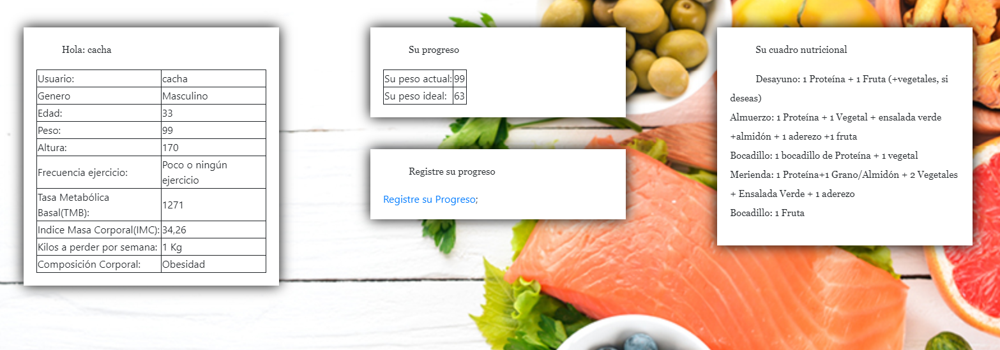 Hola: cacha
Usuario: cacha
Genero Masculino
Edad: 33
Peso: 99
Altura: 170
Frecuencia ejercicio: Poco o ningún
ejercicio
Tasa Metabólica
Basal(TMB): 1271
Indice Masa Corporal(IMC): 34,26
Kilos a perder por semana: 1 Kg
Composición Corporal: Obesidad
Su progreso
Su peso actual: 99
Su peso ideal: 63
Registre su progreso
Registre su Progreso;
Su cuadro nutricional
Desayuno: 1 Proteína + 1 Fruta (+vegetales, si
deseas)
Almuerzo: 1 Proteína + 1 Vegetal + ensalada verde
+almidón + 1 aderezo +1 fruta
Bocadillo: 1 bocadillo de Proteína + 1 vegetal
Merienda: 1 Proteína+1 Grano/Almidón + 2 Vegetales
+ Ensalada Verde + 1 aderezo
Bocadillo: 1 Fruta